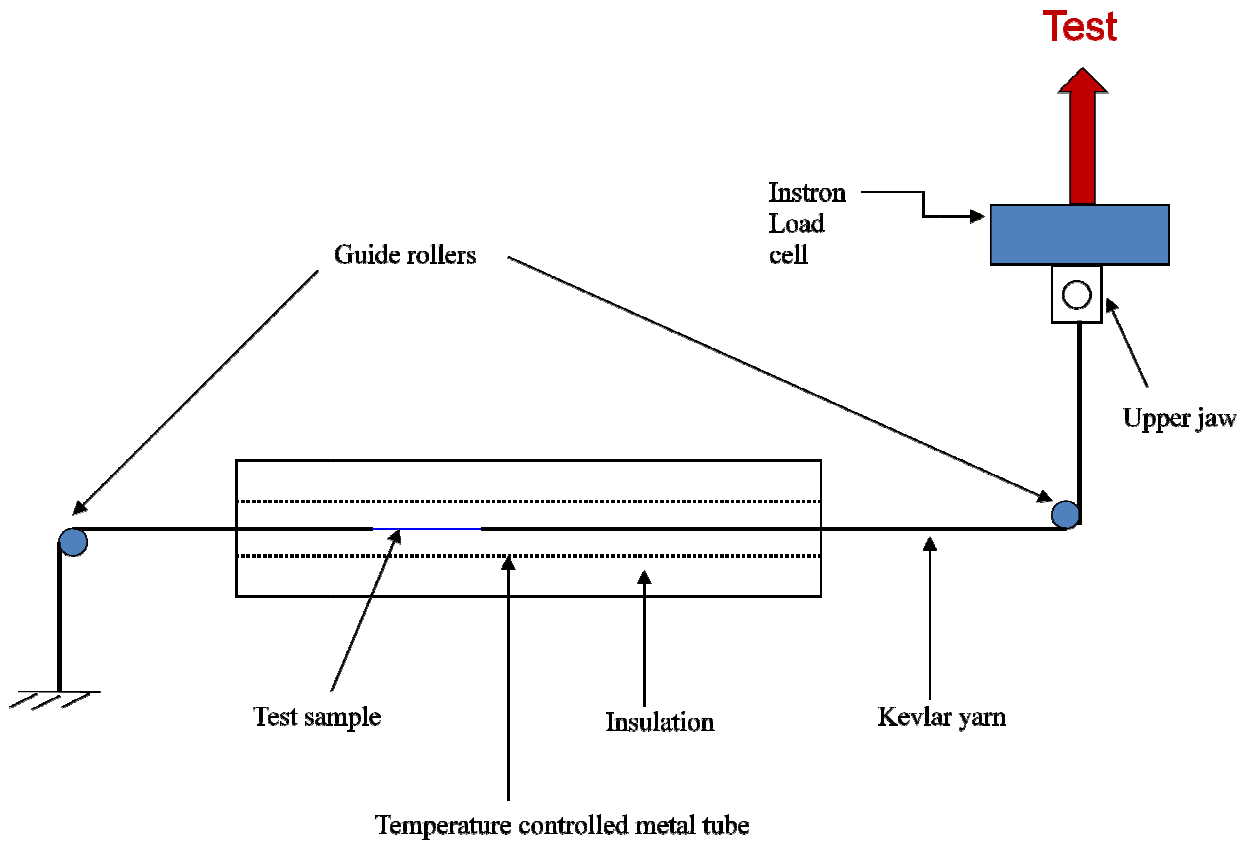 Test
Instron
Load
cell
Guide rollers
Upper jaw
Test sample
Insulation
Kevlar yarn
Temperature controlled metal tube